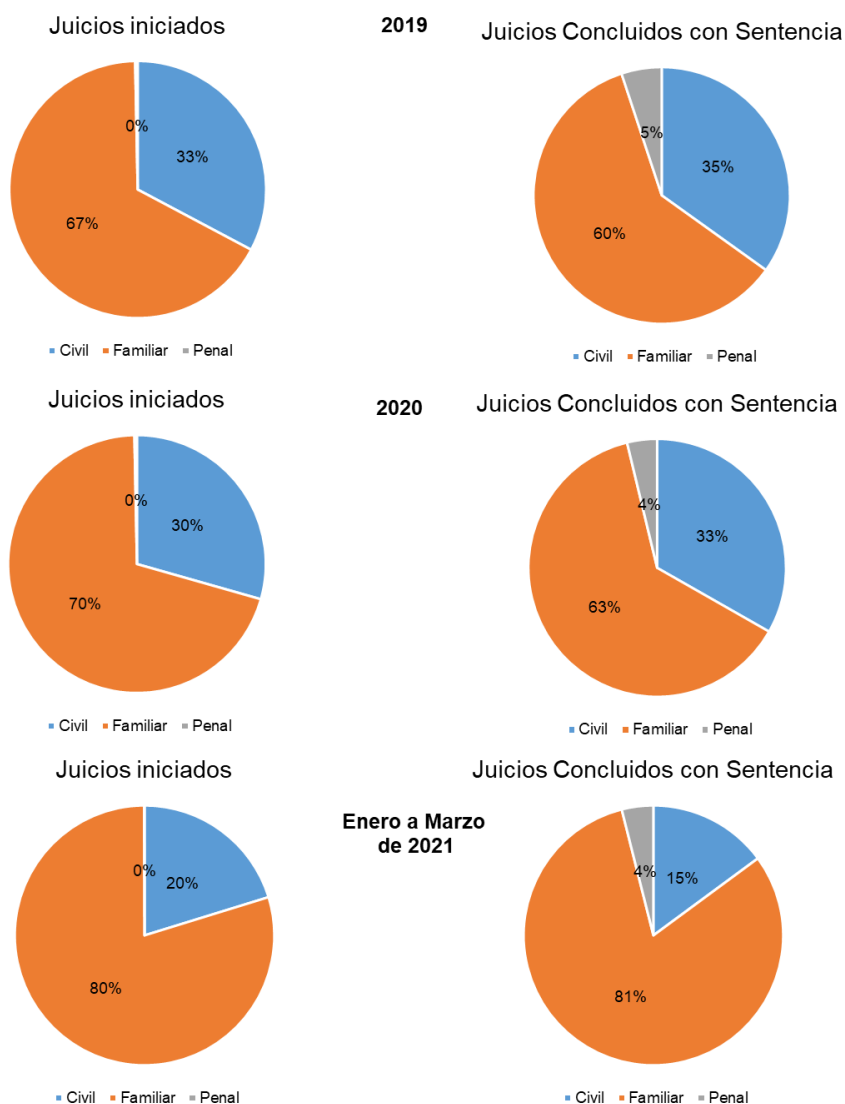 Juicios iniciados
2019
Juicios Concluidos con Sentencia
0%
33%
67%
Civil Familiar Penal
5%
35%
60%
Civil Familiar Penal
Juicios iniciados
2020
Juicios Concluidos con Sentencia
0%
30%
70%
Civil Familiar Penal
4%
33%
63%
Civil Familiar Penal
Juicios iniciados
Enero a Marzo
de 2021
Juicios Concluidos con Sentencia
0%
20%
80%
Civil Familiar Penal
4%
15%
81%
Civil Familiar Penal